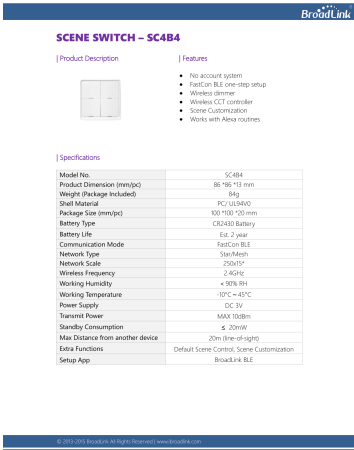 BroadLink
SCENE SWITCH – SC4B4
| Product Description
| Features
● No account system
● FastCon BLE one-step setup
● Wireless dimmer
● Wireless CCT controller
● Scene Customization
● Works with Alexa routines
| Specifications
Model No. SC4B4
Product Dimension (mm/pc) 86 *86 *13 mm
Weight (Package Included) 84g
Shell Material PC/ UL94V0
Package Size (mm/pc) 100 *100 *20 mm
Battery Type CR2430 Battery
Battery Life Est. 2 year
Communication Mode FastCon BLE
Network Type Star/Mesh
Network Scale 250x15*
Wireless Frequency 2.4GHz
Working Humidity < 90% RH
Working Temperature -10°C ~ 45°C
Power Supply DC 3V
Transmit Power MAX 10dBm
Standby Consumption ≤ 20mW
Max Distance from another device 20m (line-of-sight)
Extra Functions Default Scene Control, Scene Customization
Setup App BroadLink BLE
© 2013-2015 BroadLink All Rights Reserved | www.broadlink.com